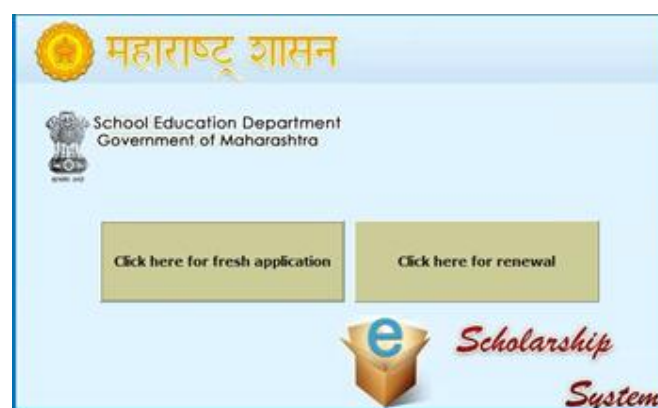 महाराष्ट्र शासन
School Education Department
Government of Maharashtra
Click here for fresh application
Click here for renewal
e
Scholarship
System